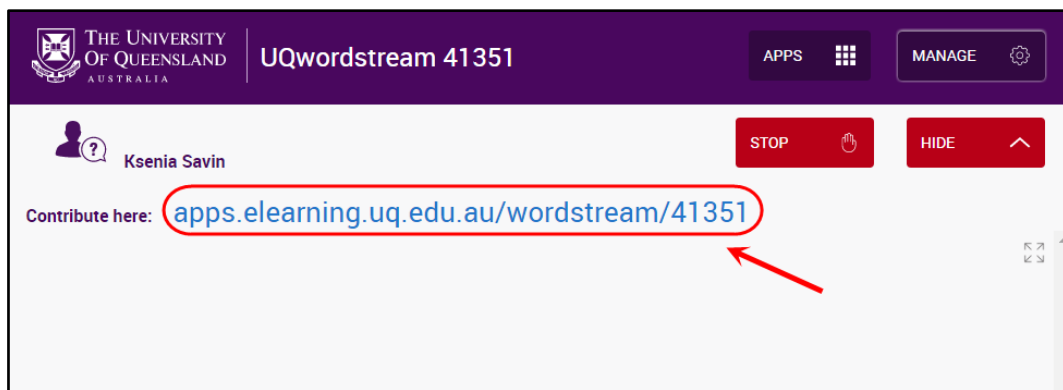 THE UNIVERSITY
OF QUEENSLAND
AUSTRALIA
UQwordstream 41351
APPS
MANAGE
?
Ksenia Savin
STOP
HIDE
Contribute here: apps.elearning.uq.edu.au/wordstream/41351